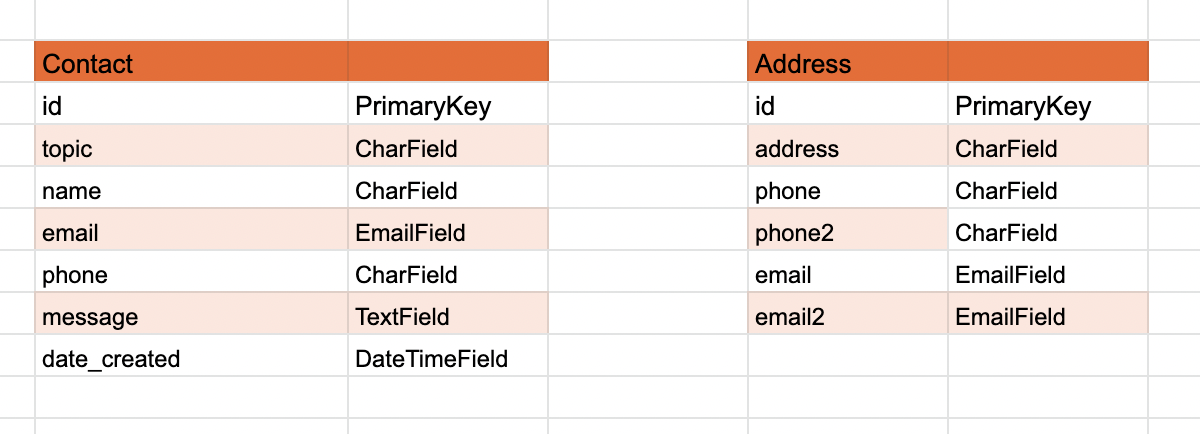 Contact
id PrimaryKey
topic CharField
name CharField
email EmailField
phone CharField
message TextField
date_created DateTimeField
Address
id PrimaryKey
address CharField
phone CharField
phone2 CharField
email EmailField
email2 EmailField